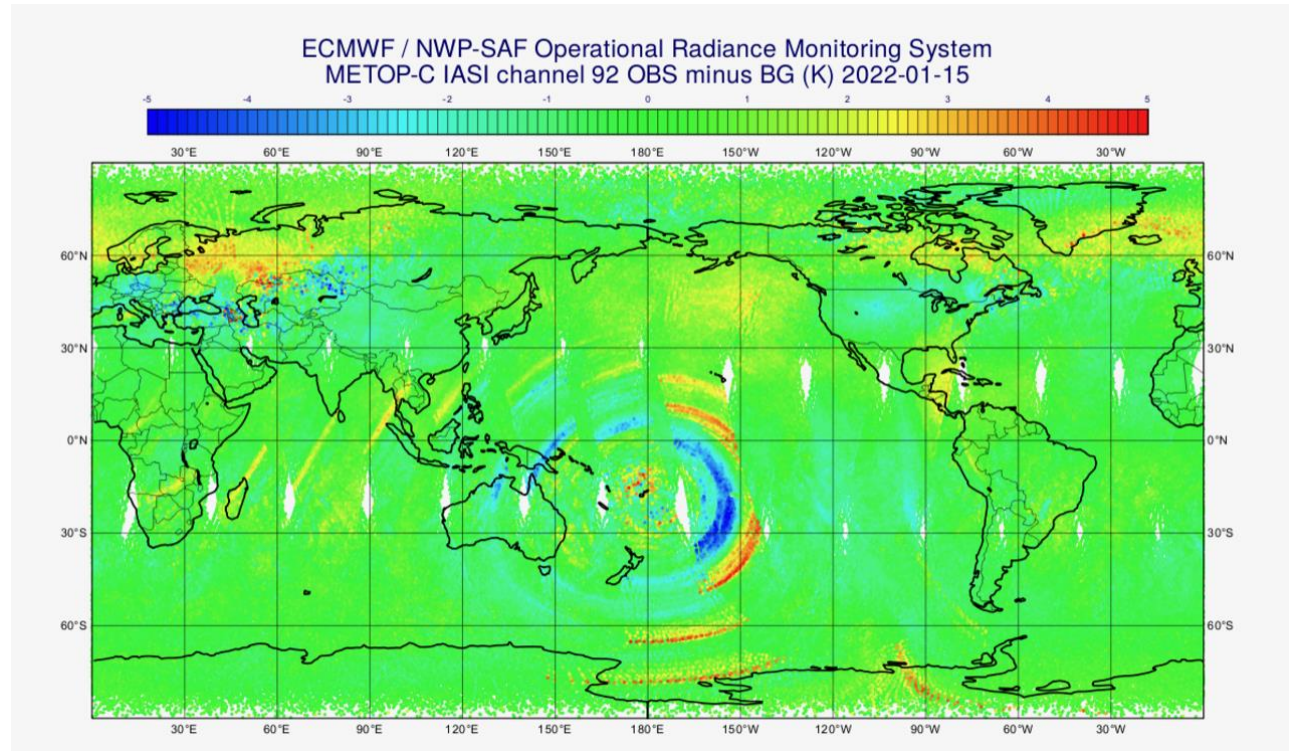 ECMWF / NWP-SAF Operational Radiance Monitoring System
METOP-C IASI channel 92 OBS minus BG (K) 2022-01-15
-5 -4 -3 -2 -1 0 1 2 3 4 5
30°E 60°E 90°E 120°E 150°E 180°E 150°W 120°W 90°W 60°W 30°W
60°N 60°N
30°N 30°N
0°N 0°N
30°S 30°S
60°S 60°S
30°E 60°E 90°E 120°E 150°E 180°E 150°W 120°W 90°W 60°W 30°W